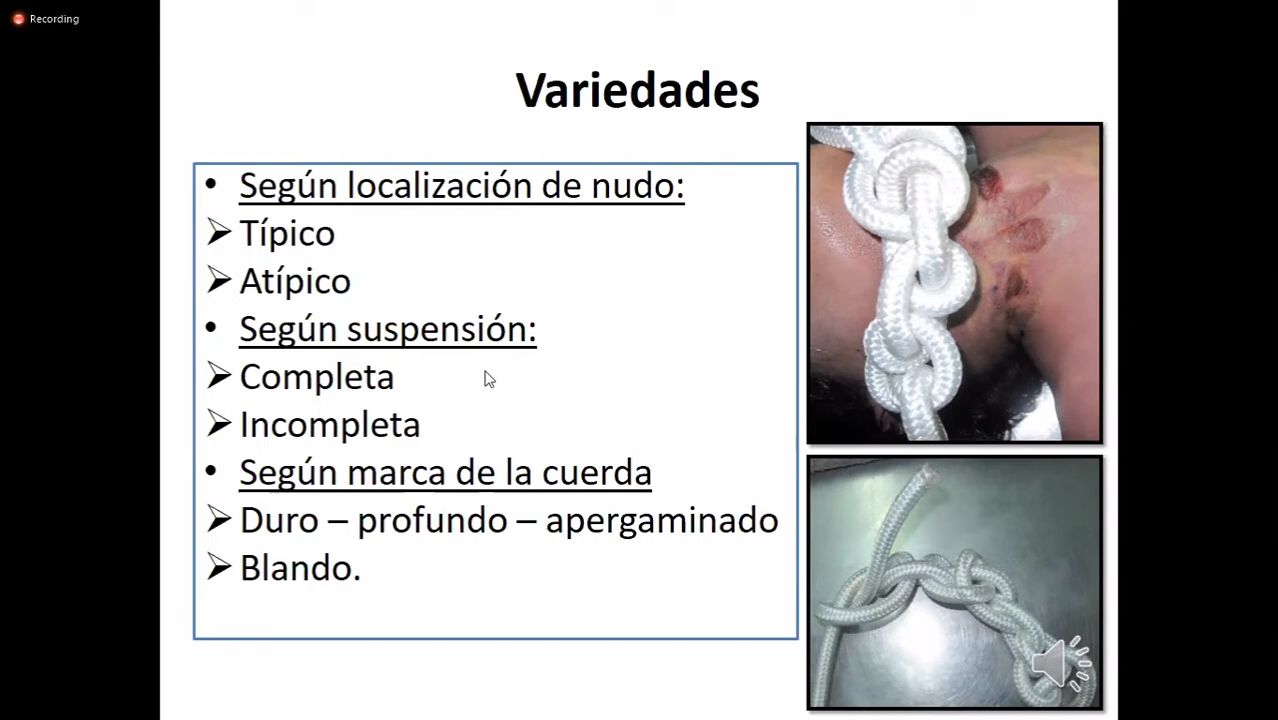 Recording
Variedades
• Según localización de nudo:
➢ Típico
➢ Atípico
• Según suspensión:
➢ Completa
➢ Incompleta
• Según marca de la cuerda
➢ Duro – profundo – apergaminado
➢ Blando.